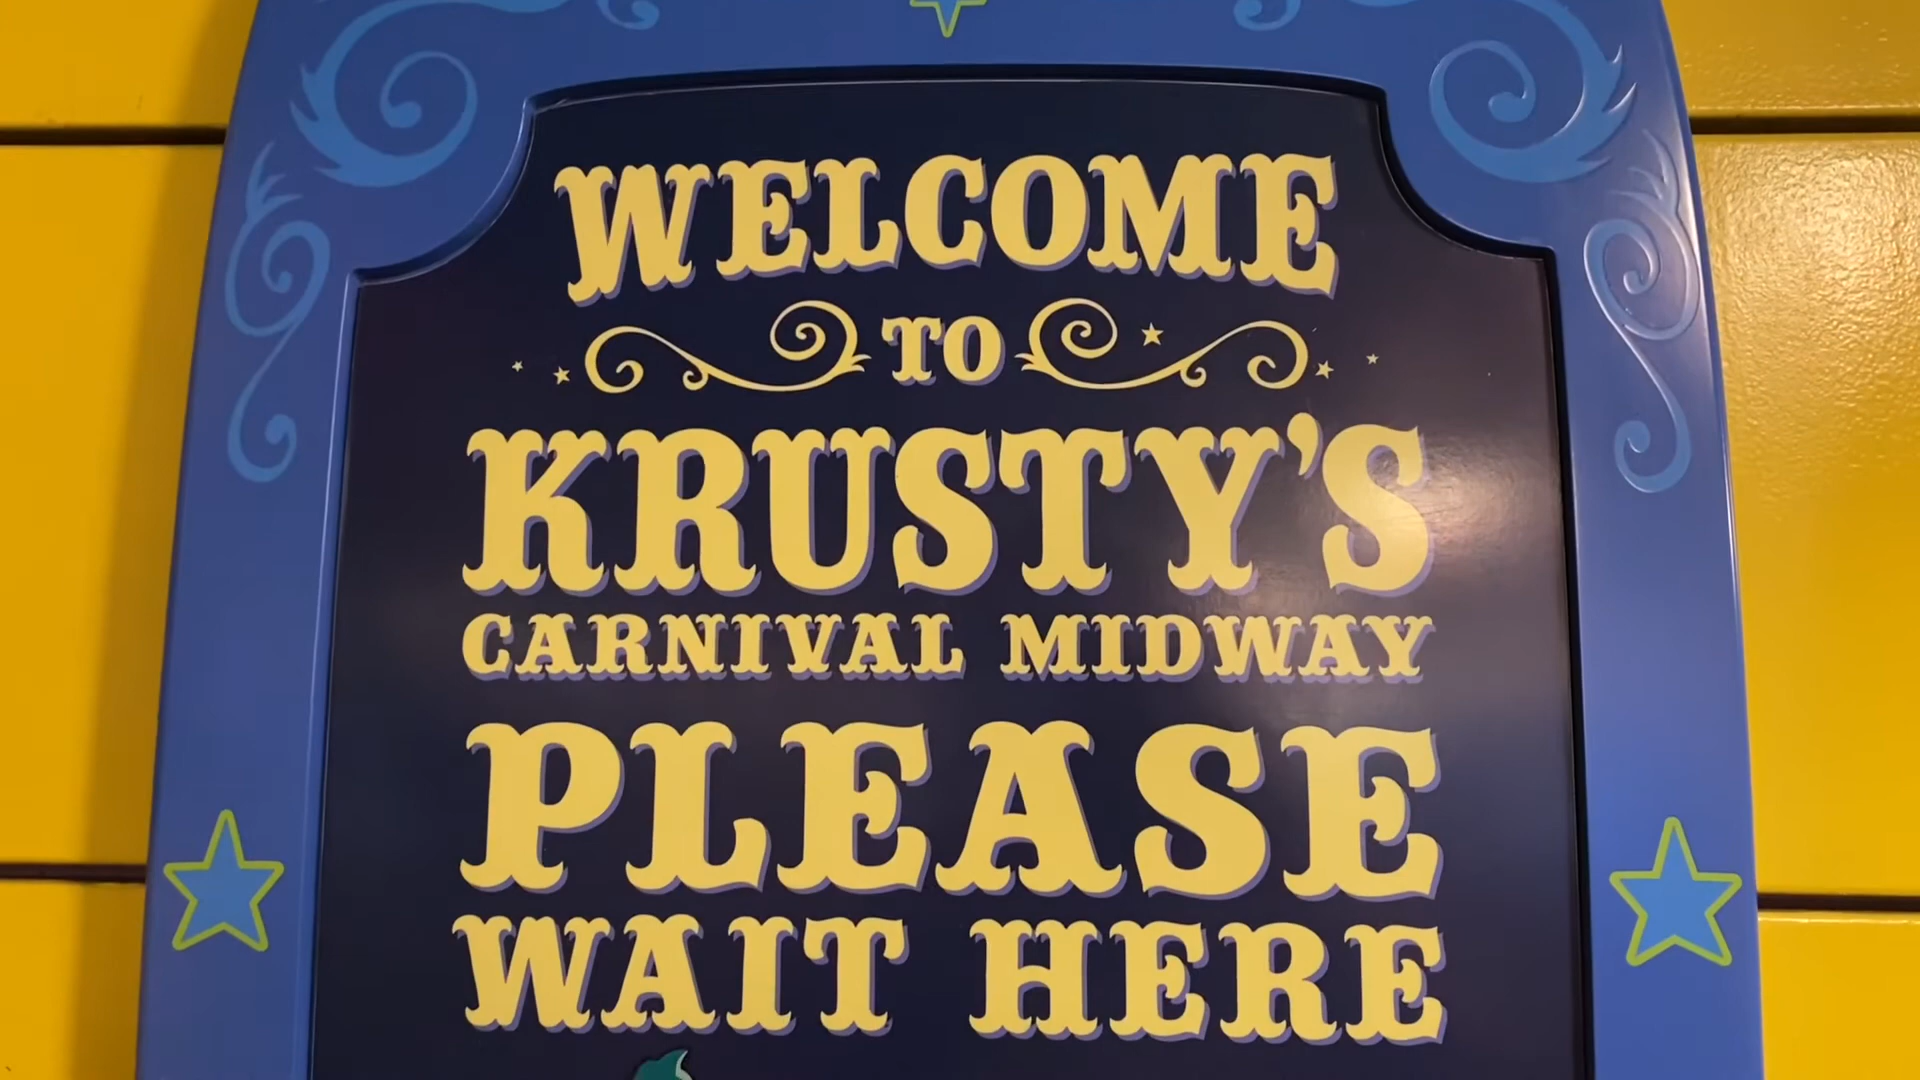 WELCOME
TO
KRUSTY'S
CARNIVAL MIDWAY
PLEASE
WAIT HERE